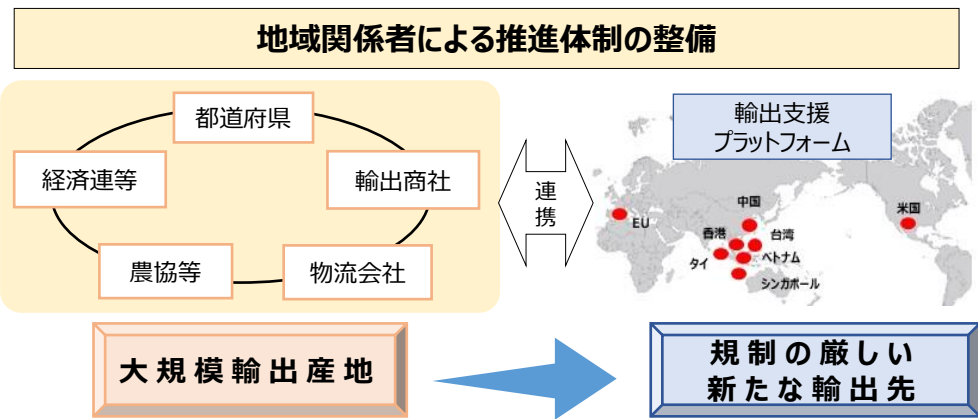 地域関係者による推進体制の整備
都道府県
経済連等
輸出商社
農協等
物流会社
連
携
輸出支援
プラットフォーム
中国
米国
EU
香港
台湾
タイ
ベトナム
シンガポール
大規模輸出産地
規制の厳しい
新たな輸出先